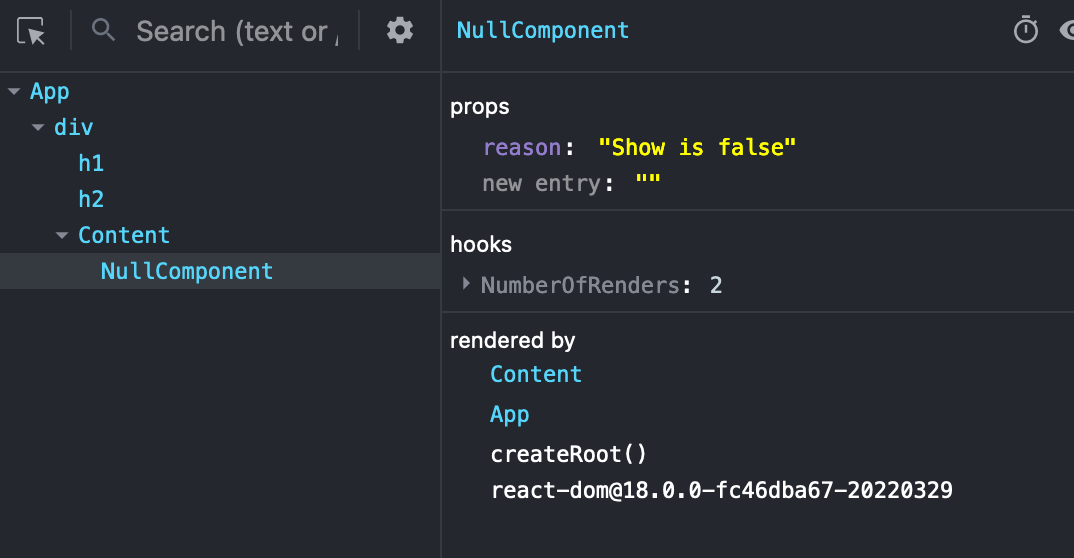 Search (text or /
NullComponent
App
div
h1
h2
Content
NullComponent
props
reason: "Show is false"
new entry: ""
hooks
NumberOfRenders: 2
rendered by
Content
App
createRoot()
react-dom@18.0.0-fc46dba67-20220329